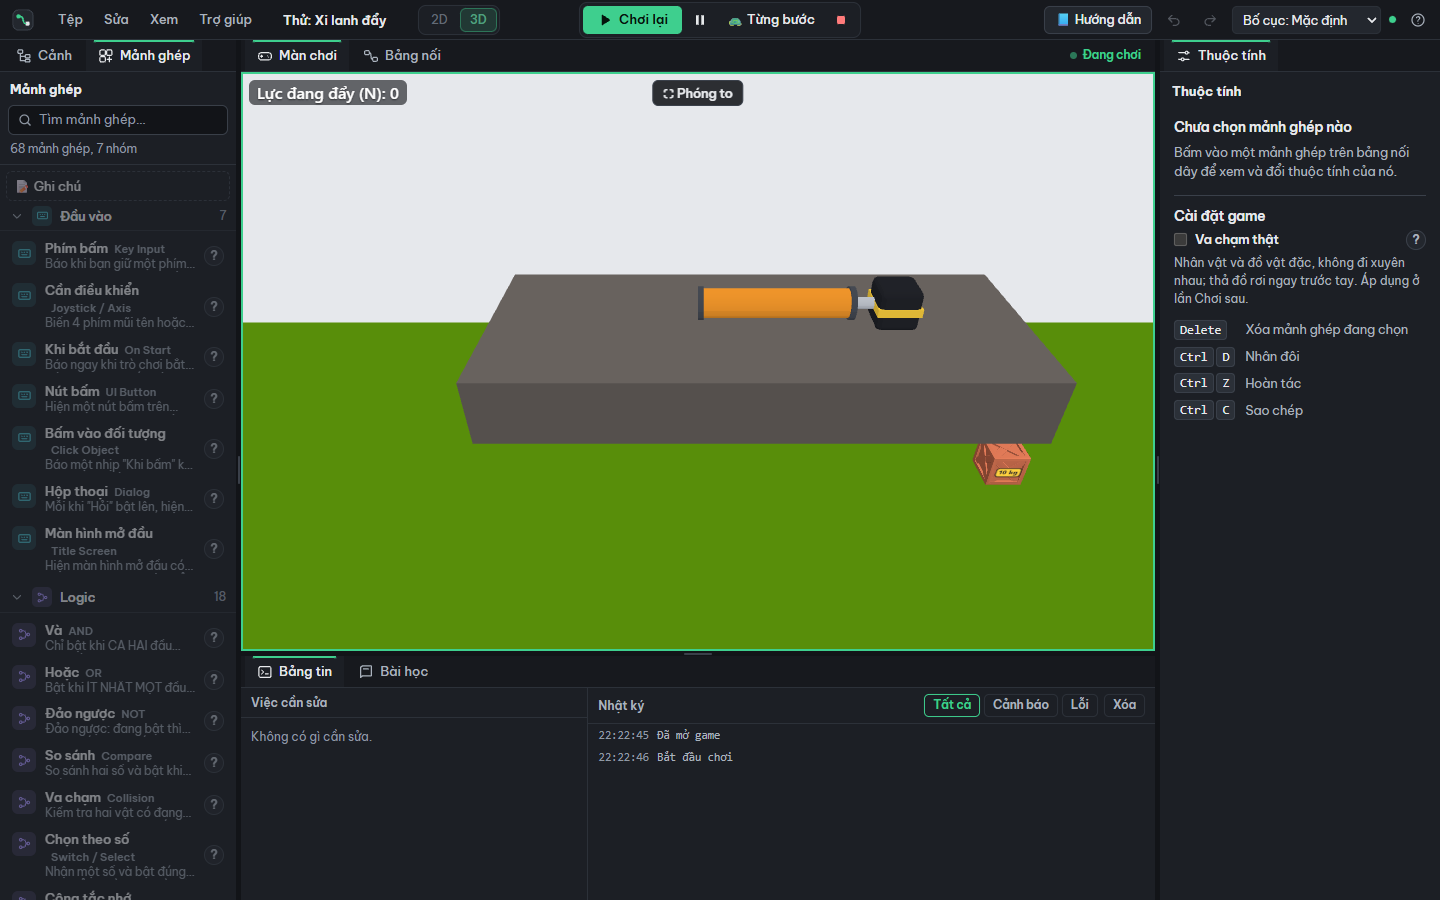 Tệp
Sửa
Xem
Trợ giúp
Thử: Xi lanh đẩy
2D
3D
Chơi lại
Từng bước
Hướng dẫn
Bố cục: Mặc định
Cảnh
Mảnh ghép
Màn chơi
Bảng nối
Đang chơi
Thuộc tính
Mảnh ghép
Tìm mảnh ghép...
68 mảnh ghép, 7 nhóm
Ghi chú
Đầu vào
7
Phím bấm Key Input
Báo khi bạn giữ một phím...
?
Cần điều khiển
Joystick / Axis
Biến 4 phím mũi tên hoặc...
?
Khi bắt đầu On Start
Báo ngay khi trò chơi bắt...
?
Nút bấm UI Button
Hiện một nút bấm trên...
?
Bấm vào đối tượng
Click Object
Báo một nhịp "Khi bấm" k...
?
Hộp thoại Dialog
Mỗi khi "Hỏi" bật lên, hiện...
?
Màn hình mở đầu
Title Screen
Hiện màn hình mở đầu có...
?
Logic
18
Và AND
Chỉ bật khi CẢ HAI đầu...
?
Hoặc OR
Bật khi ÍT NHẤT MỘT đầu...
?
Đảo ngược NOT
Đảo ngược: đang bật thì...
?
So sánh Compare
So sánh hai số và bật khi...
?
Va chạm Collision
Kiểm tra hai vật có đang...
?
Chọn theo số
Switch / Select
Nhận một số và bật đúng...
?
Công tắc nhớ
Lực đang đẩy (N): 0
Phóng to
10 kg
Bảng tin
Bài học
Việc cần sửa
Không có gì cần sửa.
Nhật ký
Tất cả
Cảnh báo
Lỗi
Xóa
22:22:45 Đã mở game
22:22:46 Bắt đầu chơi
Thuộc tính
Chưa chọn mảnh ghép nào
Bấm vào một mảnh ghép trên bảng nối
dây để xem và đổi thuộc tính của nó.
Cài đặt game
Va chạm thật
?
Nhân vật và đồ vật đặc, không đi xuyên
nhau; thả đồ rơi ngay trước tay. Áp dụng ở
lần Chơi sau.
Delete Xóa mảnh ghép đang chọn
Ctrl D Nhân đôi
Ctrl Z Hoàn tác
Ctrl C Sao chép